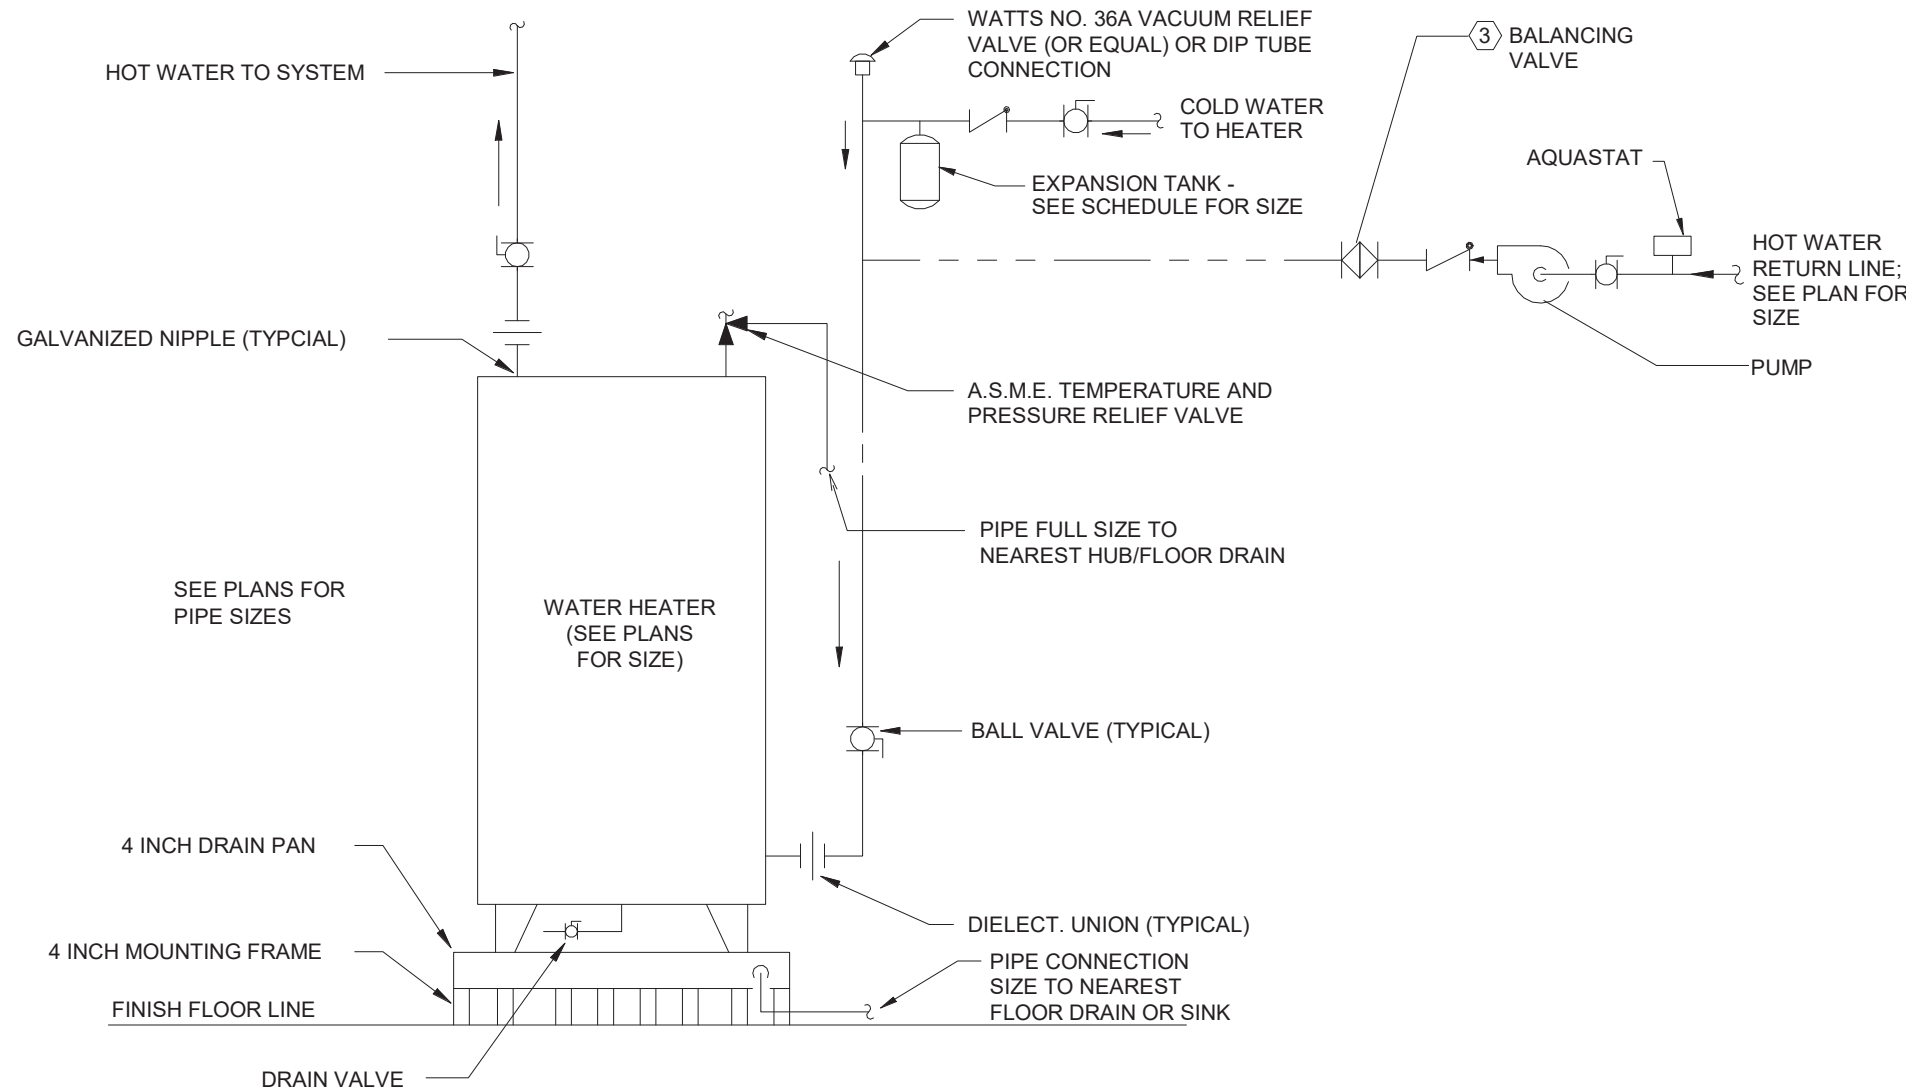 WATTS NO. 36A VACUUM RELIEF
VALVE (OR EQUAL) OR DIP TUBE
CONNECTION
3 BALANCING
VALVE
HOT WATER TO SYSTEM
COLD WATER
TO HEATER
AQUASTAT
EXPANSION TANK -
SEE SCHEDULE FOR SIZE
HOT WATER
RETURN LINE;
SEE PLAN FOR
SIZE
GALVANIZED NIPPLE (TYPCIAL)
PUMP
A.S.M.E. TEMPERATURE AND
PRESSURE RELIEF VALVE
PIPE FULL SIZE TO
NEAREST HUB/FLOOR DRAIN
SEE PLANS FOR
PIPE SIZES
WATER HEATER
(SEE PLANS
FOR SIZE)
BALL VALVE (TYPICAL)
4 INCH DRAIN PAN
DIELECT. UNION (TYPICAL)
4 INCH MOUNTING FRAME
PIPE CONNECTION
SIZE TO NEAREST
FLOOR DRAIN OR SINK
FINISH FLOOR LINE
DRAIN VALVE